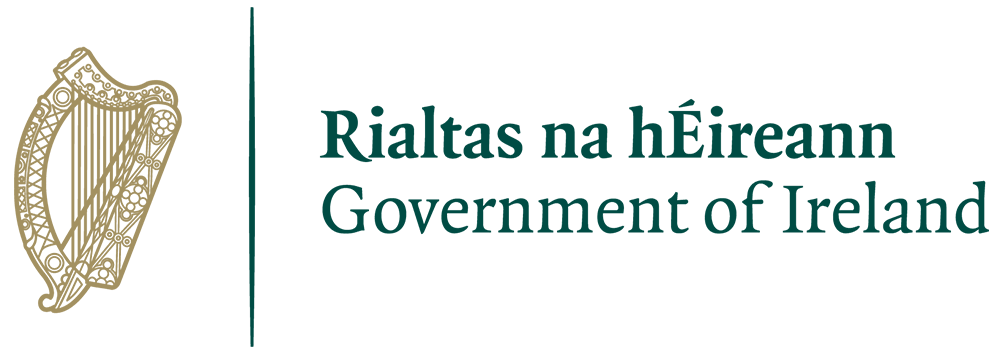 Rialtas na hÉireann
Government of Ireland